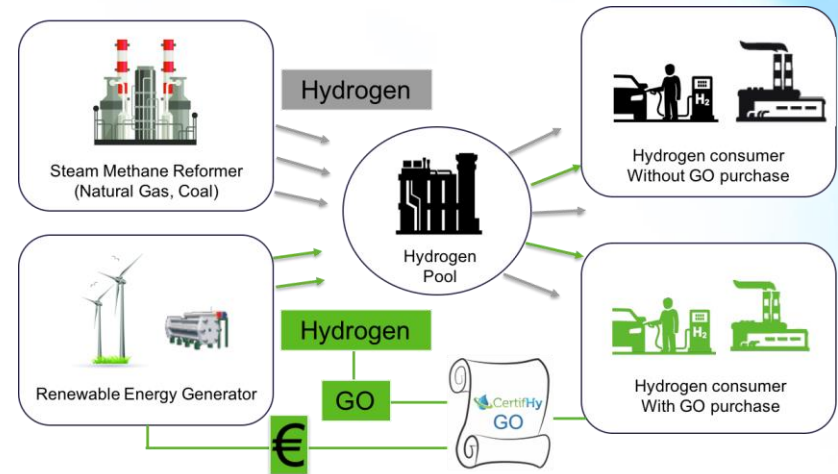 Hydrogen
Steam Methane Reformer
(Natural Gas, Coal)
H2
Hydrogen consumer
Without GO purchase
Hydrogen
Pool
Renewable Energy Generator
Hydrogen
GO
CertifHy
GO
€
H2
Hydrogen consumer
With GO purchase